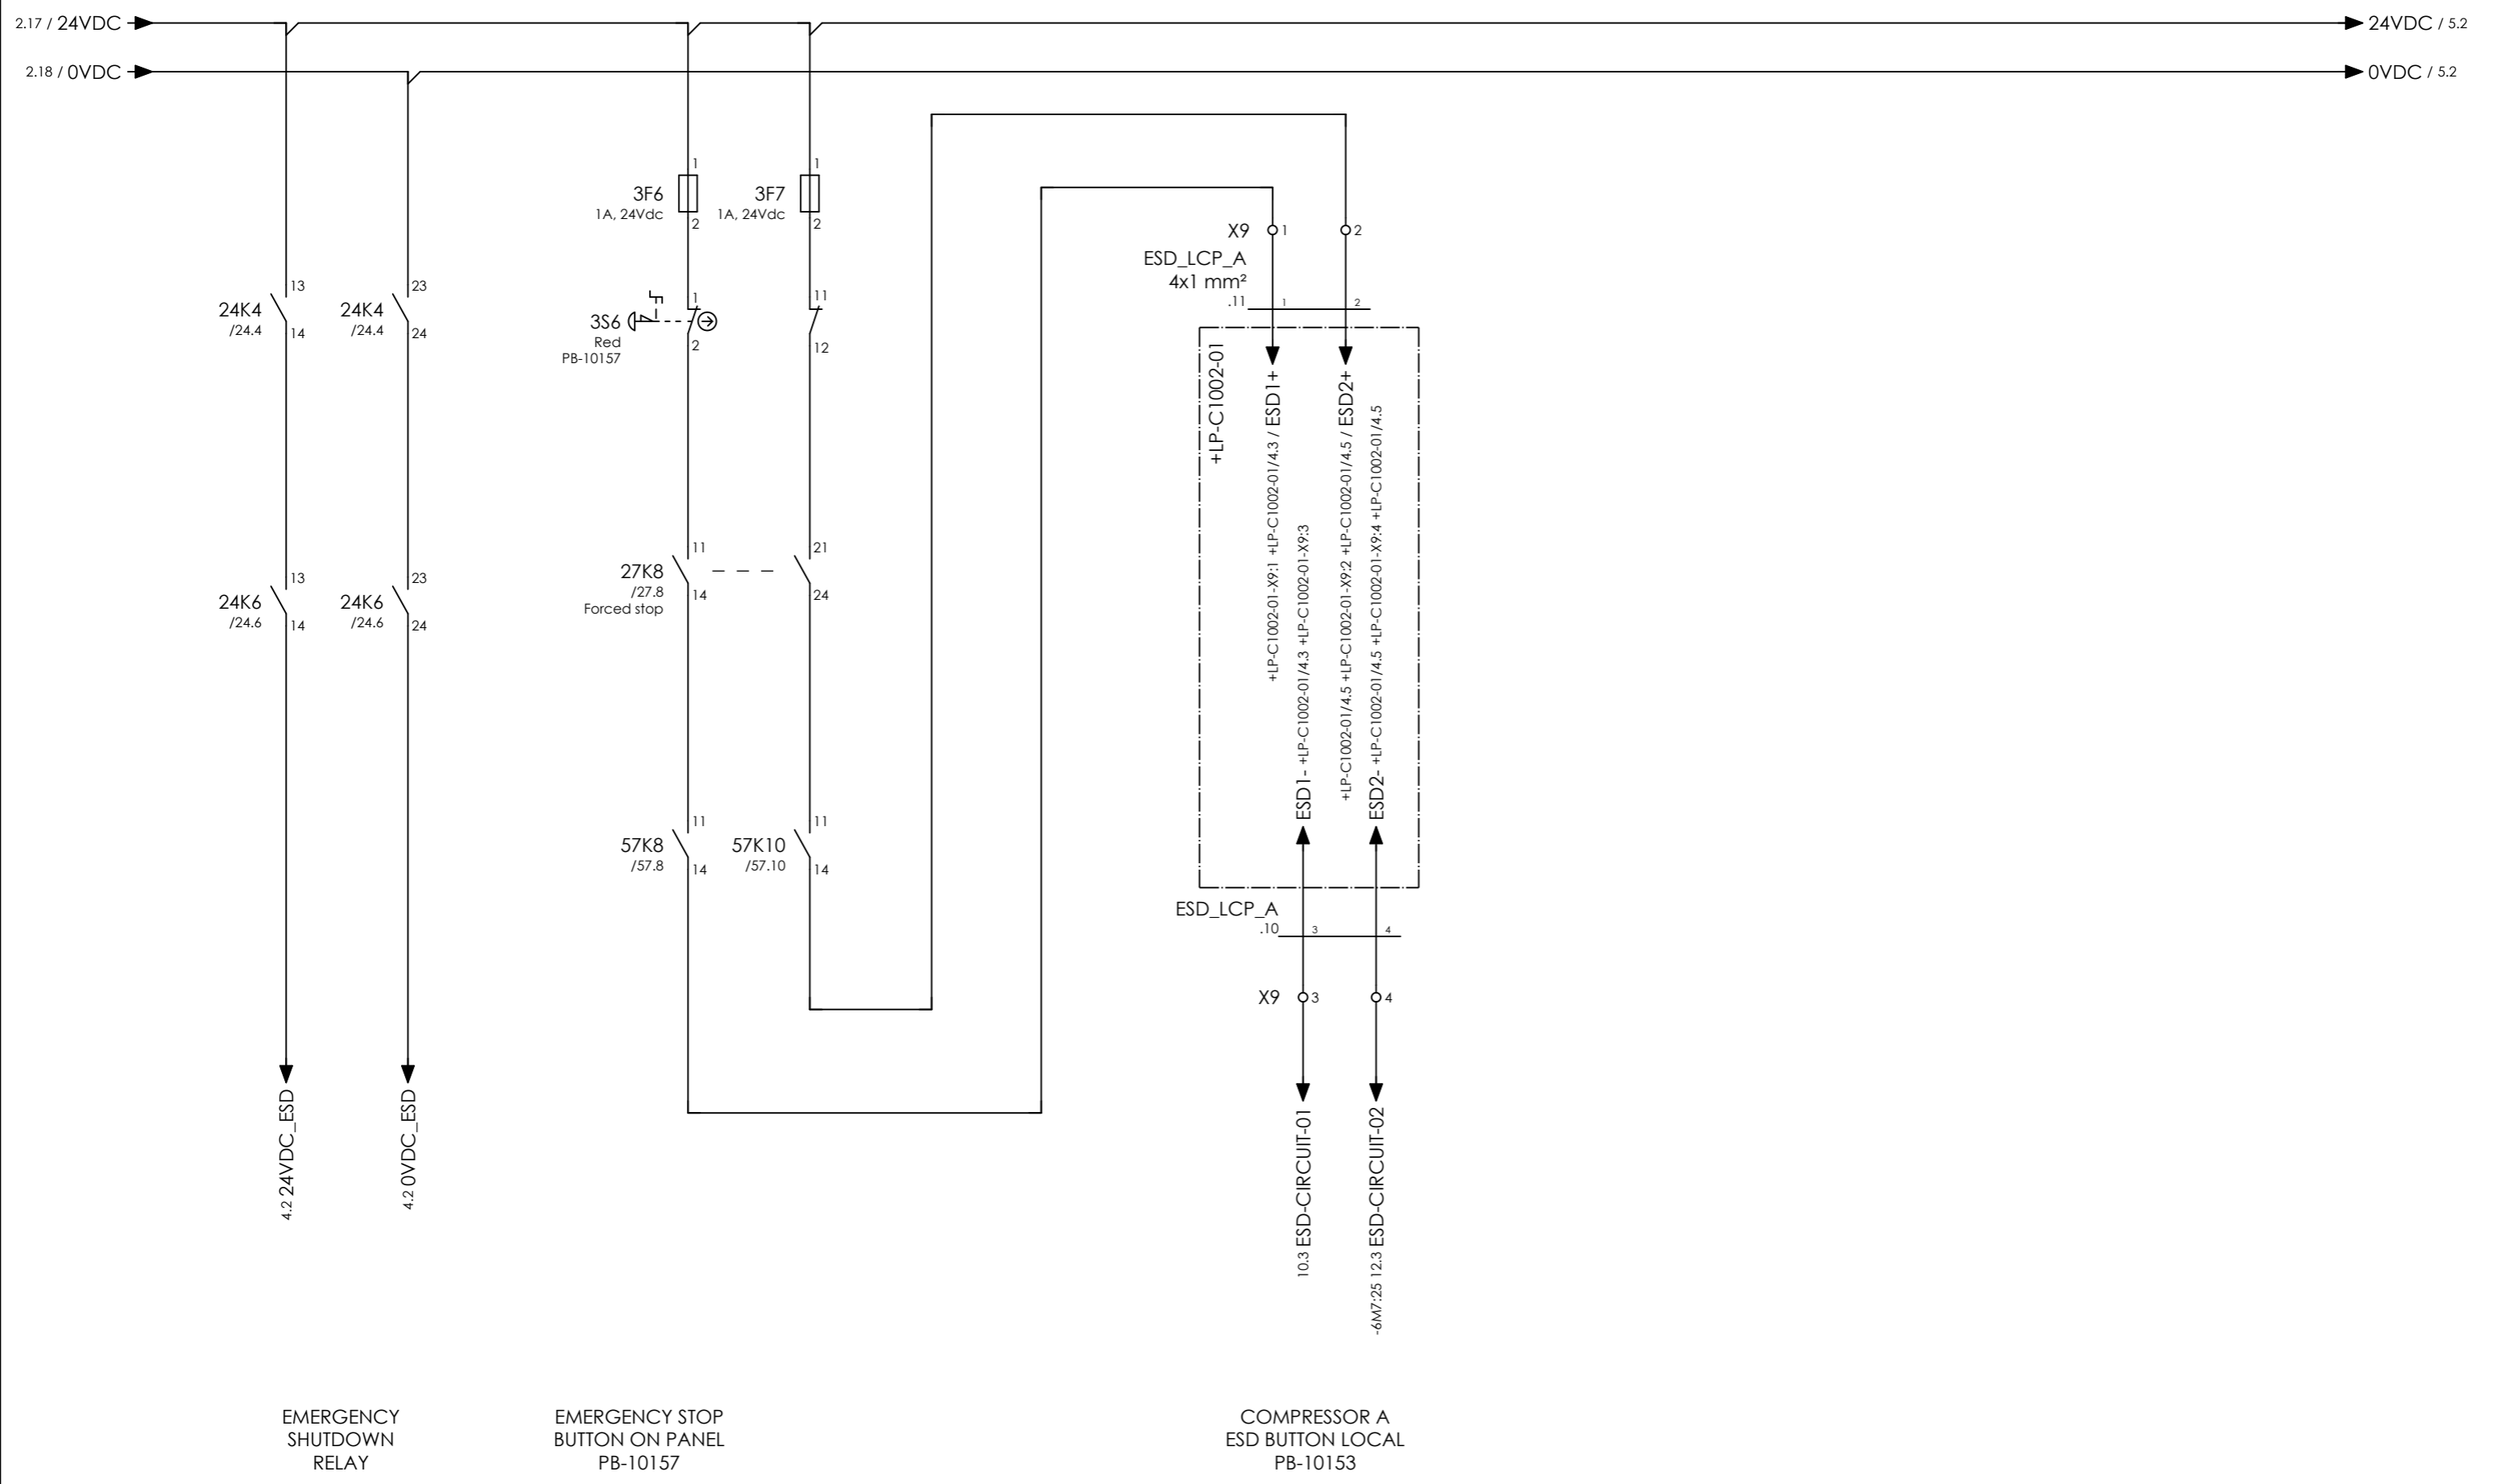 2.17 / 24VDC
24VDC / 5.2
2.18 / 0VDC
0VDC / 5.2
1
3F6
1A, 24Vdc
2
1
3F7
1A, 24Vdc
2
X9
1
2
ESD_LCP_A
4x1 mm²
.11
1
2
13
24K4
/24.4
14
23
24K4
/24.4
24
1
3S6
Red
PB-10157
2
11
12
+LP-C1002-01
+LP-C1002-01-X9:1 +LP-C1002-01/4.3 / ESD1+
ESD1- +LP-C1002-01/4.3 +LP-C1002-01-X9:3
+LP-C1002-01/4.5 +LP-C1002-01-X9:2 +LP-C1002-01/4.5 / ESD2+
ESD2- +LP-C1002-01/4.5 +LP-C1002-01-X9:4 +LP-C1002-01/4.5
13
24K6
/24.6
14
23
24K6
/24.6
24
11
27K8
/27.8
Forced stop
14
21
24
11
57K8
/57.8
14
11
57K10
/57.10
14
ESD_LCP_A
.10
3
4
X9
3
4
4.2 24VDC_ESD
4.2 0VDC_ESD
10.3 ESD-CIRCUIT-01
-6M7:25 12.3 ESD-CIRCUIT-02
EMERGENCY
SHUTDOWN
RELAY
EMERGENCY STOP
BUTTON ON PANEL
PB-10157
COMPRESSOR A
ESD BUTTON LOCAL
PB-10153